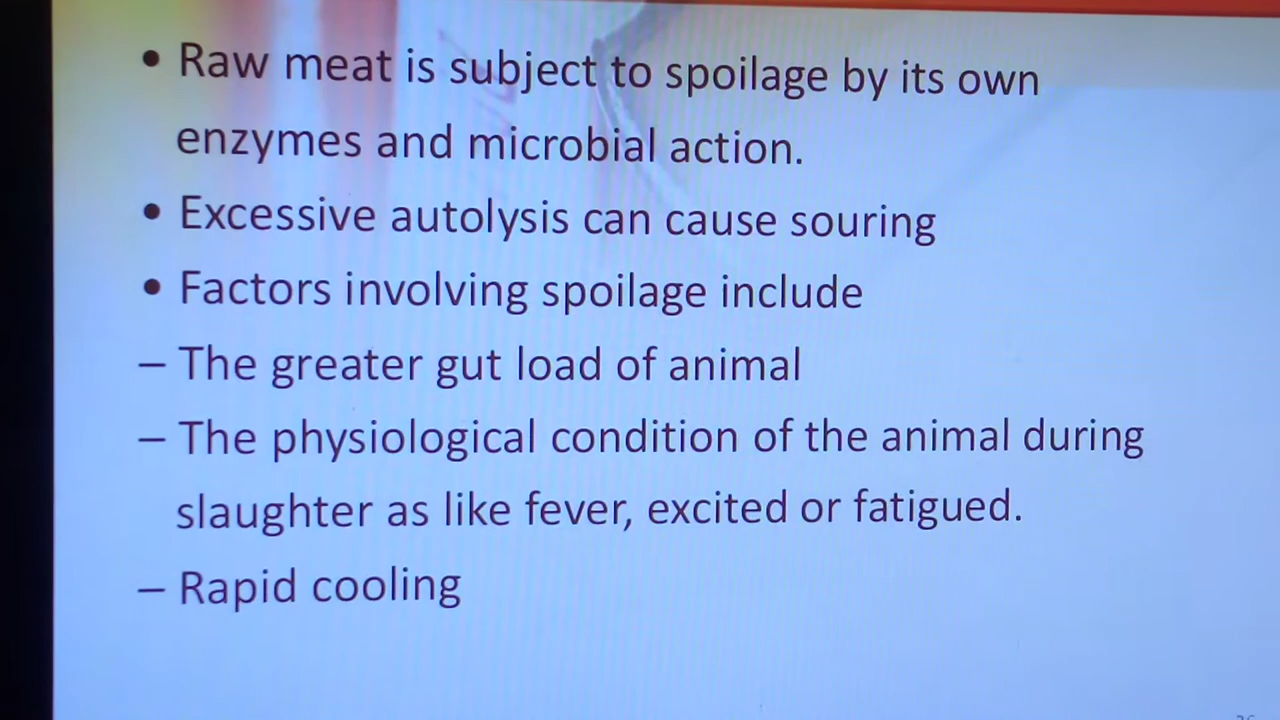 • Raw meat is subject to spoilage by its own
enzymes and microbial action.
• Excessive autolysis can cause souring
• Factors involving spoilage include
– The greater gut load of animal
– The physiological condition of the animal during
slaughter as like fever, excited or fatigued.
– Rapid cooling